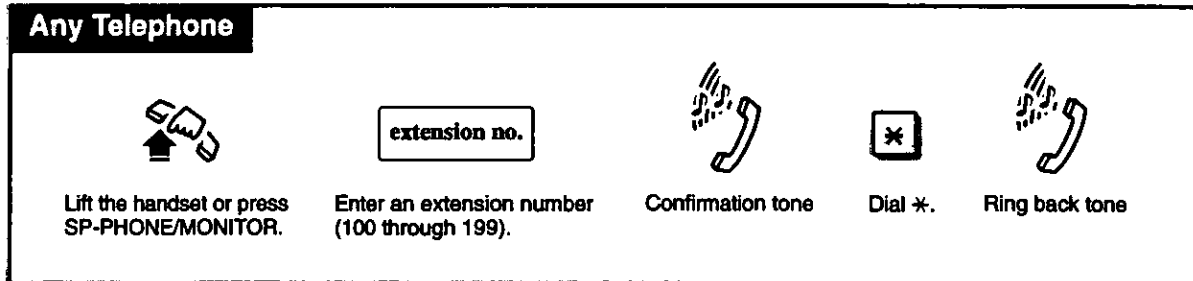 Any Telephone
extension no.
*
Lift the handset or press
SP-PHONE/MONITOR.
Enter an extension number
(100 through 199).
Confirmation tone
Dial *.
Ring back tone